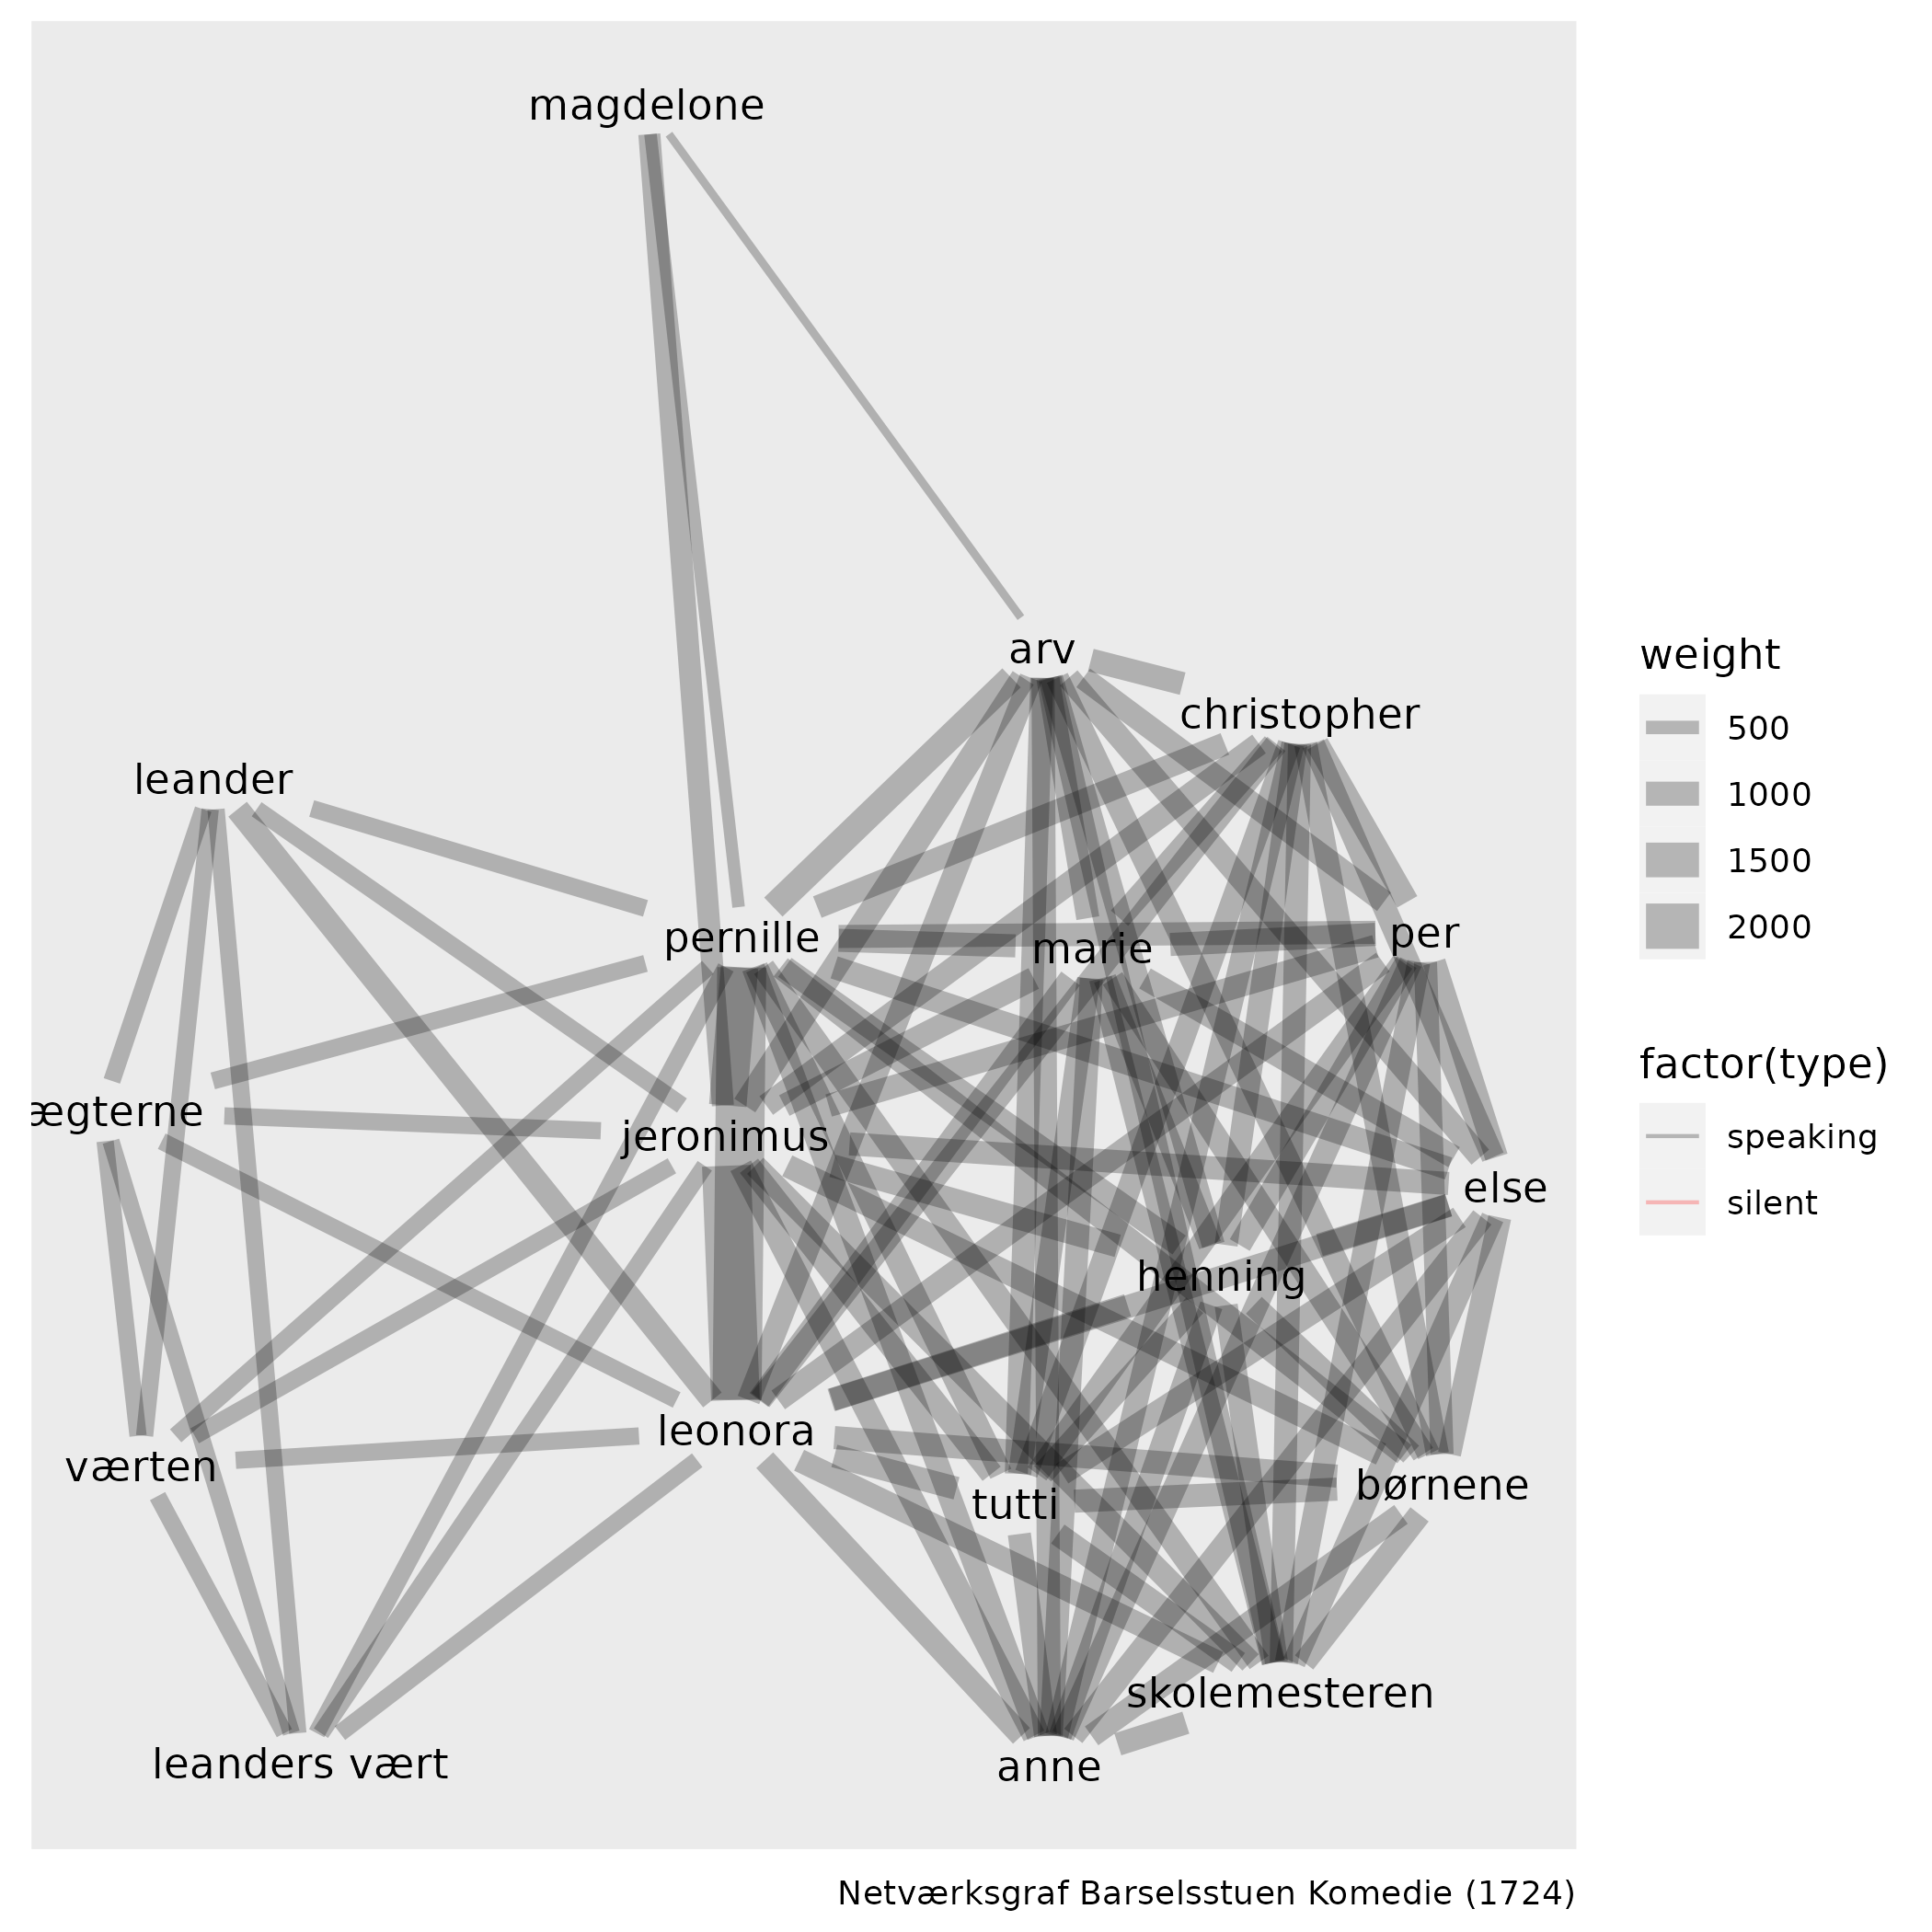 magdelone
arv
christopher
leander
pernille
marie
per
ægterne
jeronimus
else
henning
leonora
værten
tutti
børnene
skolemesteren
leanders vært
anne
weight
500
1000
1500
2000
factor(type)
speaking
silent
Netværksgraf Barselsstuen Komedie (1724)